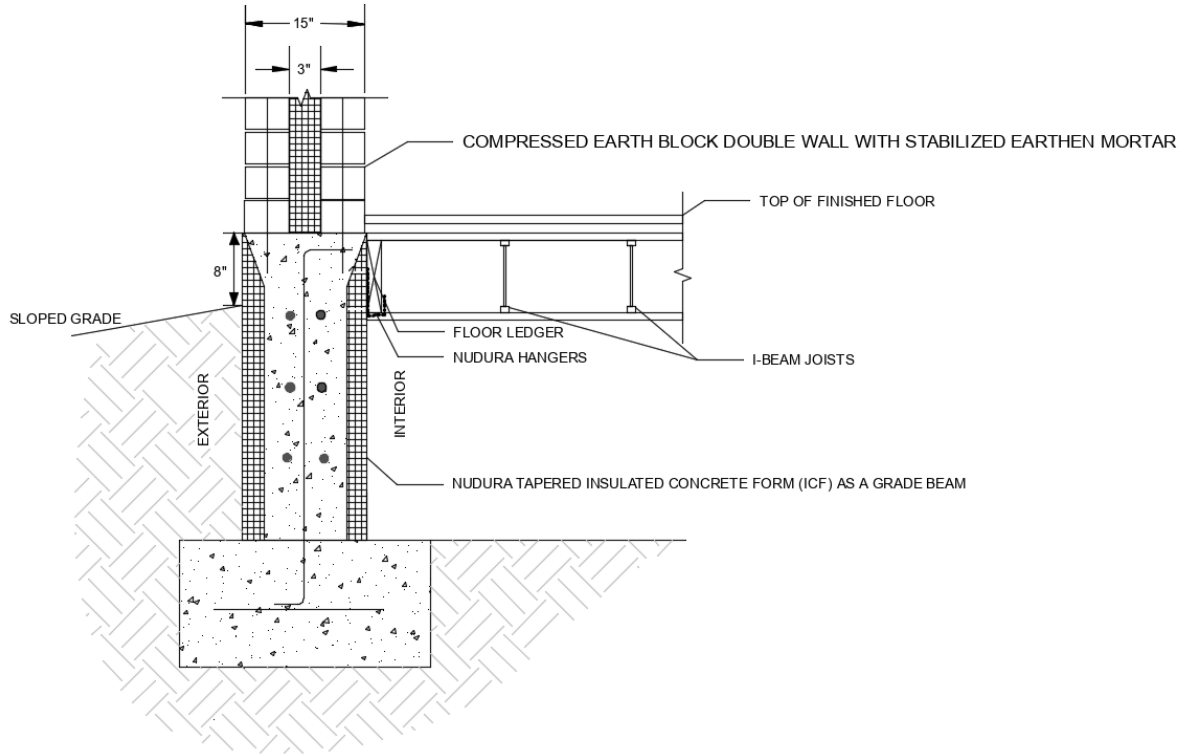 15"
3"
COMPRESSED EARTH BLOCK DOUBLE WALL WITH STABILIZED EARTHEN MORTAR
TOP OF FINISHED FLOOR
8"
SLOPED GRADE
FLOOR LEDGER
NUDURA HANGERS
I-BEAM JOISTS
EXTERIOR
INTERIOR
NUDURA TAPERED INSULATED CONCRETE FORM (ICF) AS A GRADE BEAM